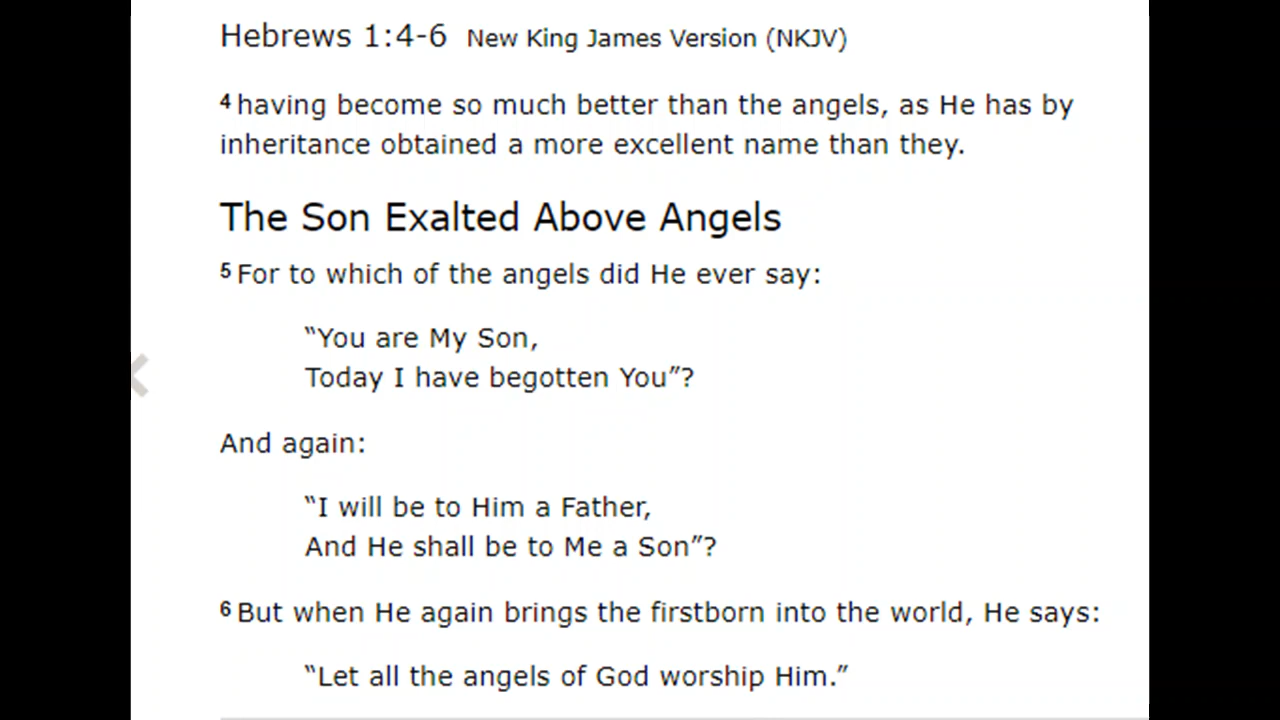 Hebrews 1:4-6 New King James Version (NKJV)
4 having become so much better than the angels, as He has by
inheritance obtained a more excellent name than they.
The Son Exalted Above Angels
5 For to which of the angels did He ever say:
“You are My Son,
Today I have begotten You”?
And again:
“I will be to Him a Father,
And He shall be to Me a Son”?
6 But when He again brings the firstborn into the world, He says:
“Let all the angels of God worship Him.”